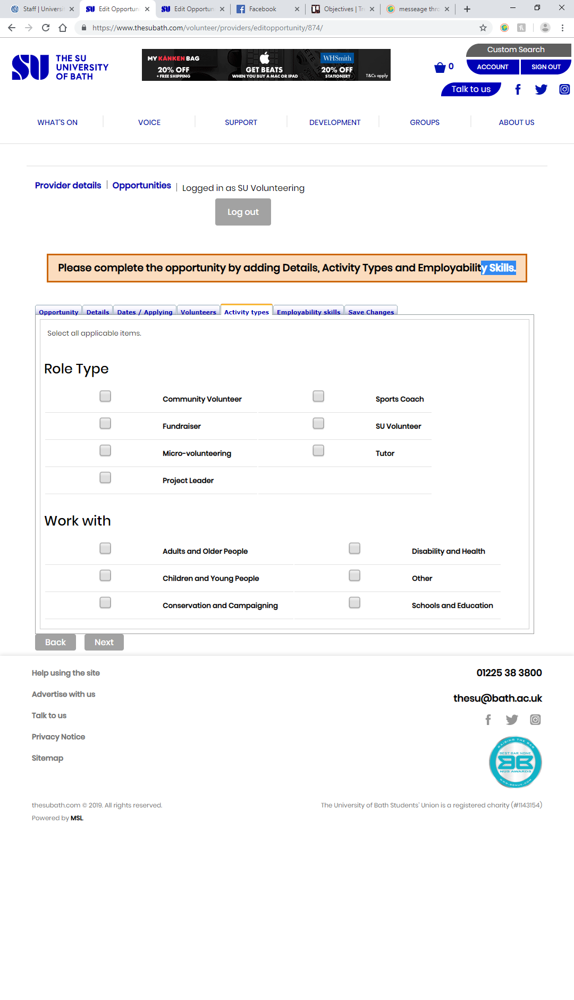 Staff | Universi
Edit Opportun
Edit Opportun
Facebook
Objectives | Tr
messeage thro
https://www.thesubath.com/volunteer/providers/editopportunity/874/
SU THE SU
UNIVERSITY
OF BATH
MY KÅNKEN BAG
20% OFF
+ FREE SHIPPING
GET BEATS
WHEN YOU BUY A MAC OR IPAD
WHSmith
20% OFF
STATIONERY
T&Cs apply
0
Custom Search
ACCOUNT
SIGN OUT
Talk to us
WHAT'S ON
VOICE
SUPPORT
DEVELOPMENT
GROUPS
ABOUT US
Provider details
Opportunities
Logged in as SU Volunteering
Log out
Please complete the opportunity by adding Details, Activity Types and Employability Skills.
Opportunity
Details
Dates / Applying
Volunteers
Activity types
Employability skills
Save Changes
Select all applicable items.
Role Type
Community Volunteer
Sports Coach
Fundraiser
SU Volunteer
Micro-volunteering
Tutor
Project Leader
Work with
Adults and Older People
Disability and Health
Children and Young People
Other
Conservation and Campaigning
Schools and Education
Back
Next
Help using the site
01225 38 3800
Advertise with us
thesu@bath.ac.uk
Talk to us
Privacy Notice
Sitemap
RAISING THE BAR
BEST BAR NONE
NUS AWARDS
thesubath.com © 2019. All rights reserved.
The University of Bath Students' Union is a registered charity (#1143154)
Powered by MSL.